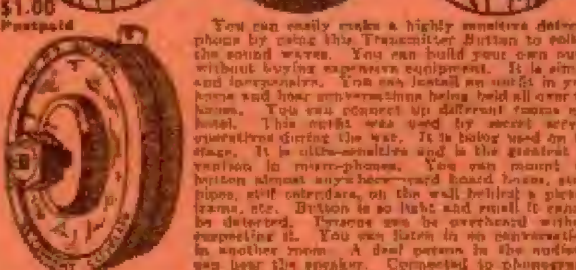 $1.00
Postpaid
You can easily make a highly sensitive detec
phone by using this Transmitter Button to coll
the sound waves. You can build your own ou
without buying expensive equipment. It is sim
and inexpensive. You can install an outfit in yo
home and hear conversations being held all over
house. You can connect up different rooms
hotel. This outfit was used by secret serv
operatives during the war. It is being used on
stage. It is ultra-sensitive and is the greatest
vention in micro-phones. You can mount
button almost anywhere—card board boxes, sto
pipes, stiff calendars, on the wall behind a pict
frame, etc. Button is so light and small it cann
be detected. Persons can be overheard with
suspecting it. You can listen in on conversati
in another room. A deaf person in the audie
can hear the speaker. Connected to a phonogr